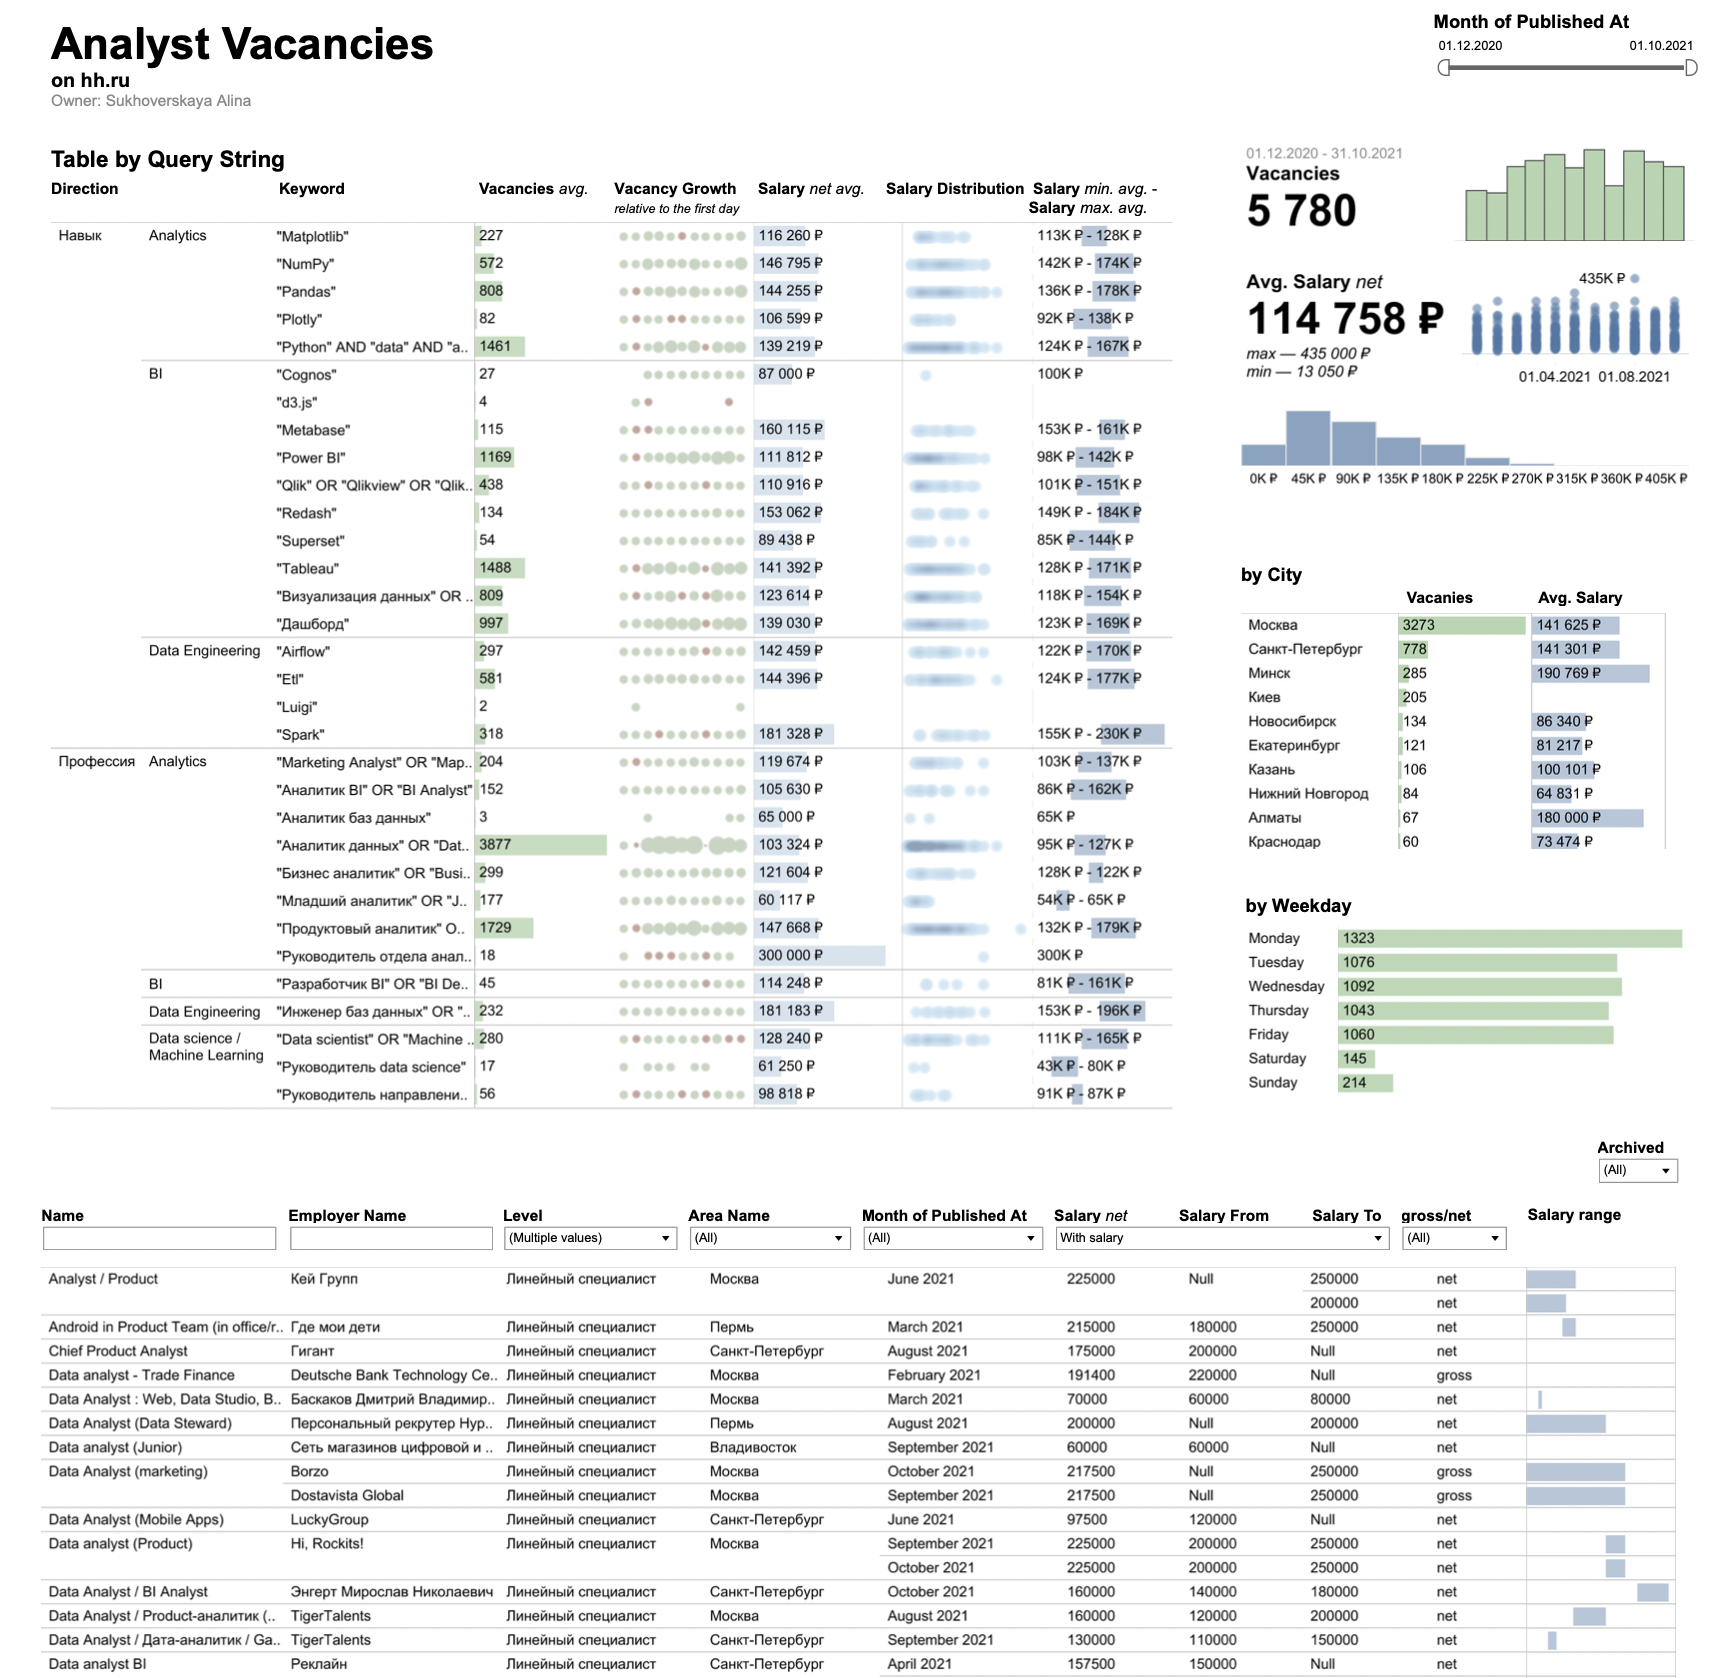 Analyst Vacancies
on hh.ru
Owner: Sukhoverskaya Alina
Month of Published At
01.12.2020 01.10.2021
Table by Query String
Direction Keyword Vacancies avg. Vacancy Growth Salary net avg. Salary Distribution Salary min. avg. -
relative to the first day Salary max. avg.
Навык Analytics "Matplotlib" 227 116 260 ₽ 113K ₽ - 128K ₽
"NumPy" 572 146 795 ₽ 142K ₽ - 174K ₽
"Pandas" 808 144 255 ₽ 136K ₽ - 178K ₽
"Plotly" 82 106 599 ₽ 92K ₽ - 138K ₽
"Python" AND "data" AND "a.. 1461 139 219 ₽ 124K ₽ - 167K ₽
BI "Cognos" 27 87 000 ₽ 100K ₽
"d3.js" 4
"Metabase" 115 160 115 ₽ 153K ₽ - 161K ₽
"Power BI" 1169 111 812 ₽ 98K ₽ - 142K ₽
"Qlik" OR "Qlikview" OR "Qlik.. 438 110 916 ₽ 101K ₽ - 151K ₽
"Redash" 134 153 062 ₽ 149K ₽ - 184K ₽
"Superset" 54 89 438 ₽ 85K ₽ - 144K ₽
"Tableau" 1488 141 392 ₽ 128K ₽ - 171K ₽
"Визуализация данных" OR .. 809 123 614 ₽ 118K ₽ - 154K ₽
"Дашборд" 997 139 030 ₽ 123K ₽ - 169K ₽
Data Engineering "Airflow" 297 142 459 ₽ 122K ₽ - 170K ₽
"Etl" 581 144 396 ₽ 124K ₽ - 177K ₽
"Luigi" 2
"Spark" 318 181 328 ₽ 155K ₽ - 230K ₽
Профессия Analytics "Marketing Analyst" OR "Мар.. 204 119 674 ₽ 103K ₽ - 137K ₽
"Аналитик BI" OR "BI Analyst" 152 105 630 ₽ 86K ₽ - 162K ₽
"Аналитик баз данных" 3 65 000 ₽ 65K ₽
"Аналитик данных" OR "Dat.. 3877 103 324 ₽ 95K ₽ - 127K ₽
"Бизнес аналитик" OR "Busi.. 299 121 604 ₽ 128K ₽ - 122K ₽
"Младший аналитик" OR "J.. 177 60 117 ₽ 54K ₽ - 65K ₽
"Продуктовый аналитик" O.. 1729 147 668 ₽ 132K ₽ - 179K ₽
"Руководитель отдела анал.. 18 300 000 ₽ 300K ₽
BI "Разработчик BI" OR "BI De.. 45 114 248 ₽ 81K ₽ - 161K ₽
Data Engineering "Инженер баз данных" OR ".. 232 181 183 ₽ 153K ₽ - 196K ₽
Data science / "Data scientist" OR "Machine .. 280 128 240 ₽ 111K ₽ - 165K ₽
Machine Learning "Руководитель data science" 17 61 250 ₽ 43K ₽ - 80K ₽
"Руководитель направлени.. 56 98 818 ₽ 91K ₽ - 87K ₽
01.12.2020 - 31.10.2021
Vacancies
5 780
Avg. Salary net
114 758 ₽
max — 435 000 ₽
min — 13 050 ₽
435K ₽
01.04.2021 01.08.2021
0K ₽ 45K ₽ 90K ₽ 135K ₽ 180K ₽ 225K ₽ 270K ₽ 315K ₽ 360K ₽ 405K ₽
by City
Vacanies Avg. Salary
Москва 3273 141 625 ₽
Санкт-Петербург 778 141 301 ₽
Минск 285 190 769 ₽
Киев 205
Новосибирск 134 86 340 ₽
Екатеринбург 121 81 217 ₽
Казань 106 100 101 ₽
Нижний Новгород 84 64 831 ₽
Алматы 67 180 000 ₽
Краснодар 60 73 474 ₽
by Weekday
Monday 1323
Tuesday 1076
Wednesday 1092
Thursday 1043
Friday 1060
Saturday 145
Sunday 214
Archived
(All)
Name Employer Name Level Area Name Month of Published At Salary net Salary From Salary To gross/net Salary range
(Multiple values) (All) (All) With salary (All)
Analyst / Product Кей Групп Линейный специалист Москва June 2021 225000 Null 250000 net
200000 net
Android in Product Team (in office/r.. Где мои дети Линейный специалист Пермь March 2021 215000 180000 250000 net
Chief Product Analyst Гигант Линейный специалист Санкт-Петербург August 2021 175000 200000 Null net
Data analyst - Trade Finance Deutsche Bank Technology Ce.. Линейный специалист Москва February 2021 191400 220000 Null gross
Data Analyst : Web, Data Studio, B.. Баскаков Дмитрий Владимир.. Линейный специалист Москва March 2021 70000 60000 80000 net
Data Analyst (Data Steward) Персональный рекрутер Нур.. Линейный специалист Пермь August 2021 200000 Null 200000 net
Data analyst (Junior) Сеть магазинов цифровой и .. Линейный специалист Владивосток September 2021 60000 60000 Null net
Data Analyst (marketing) Borzo Линейный специалист Москва October 2021 217500 Null 250000 gross
Dostavista Global Линейный специалист Москва September 2021 217500 Null 250000 gross
Data Analyst (Mobile Apps) LuckyGroup Линейный специалист Санкт-Петербург June 2021 97500 120000 Null net
Data analyst (Product) Hi, Rockits! Линейный специалист Москва September 2021 225000 200000 250000 net
October 2021 225000 200000 250000 net
Data Analyst / BI Analyst Энгерт Мирослав Николаевич Линейный специалист Санкт-Петербург October 2021 160000 140000 180000 net
Data Analyst / Product-аналитик (.. TigerTalents Линейный специалист Москва August 2021 160000 120000 200000 net
Data Analyst / Дата-аналитик / Ga.. TigerTalents Линейный специалист Санкт-Петербург September 2021 130000 110000 150000 net
Data analyst BI Реклайн Линейный специалист Санкт-Петербург April 2021 157500 150000 Null net